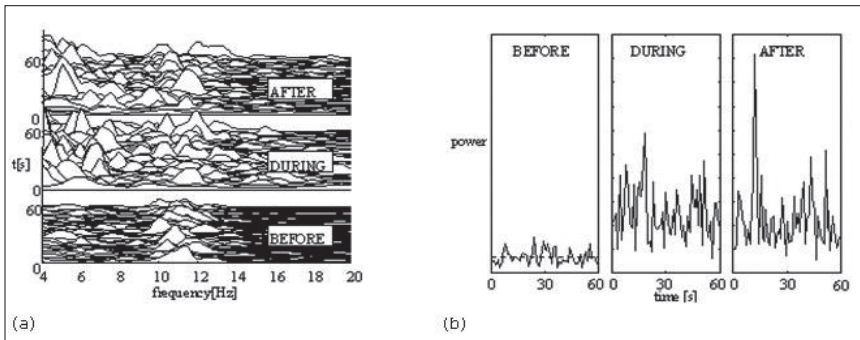 60
AFTER
0
60
t[s]
DURING
0
60
BEFORE
0
4 6 8 10 12 14 16 18 20
frequency[Hz]
(a)
BEFORE DURING AFTER
power
0 30 60 0 30 60 0 30 60
time [s]
(b)